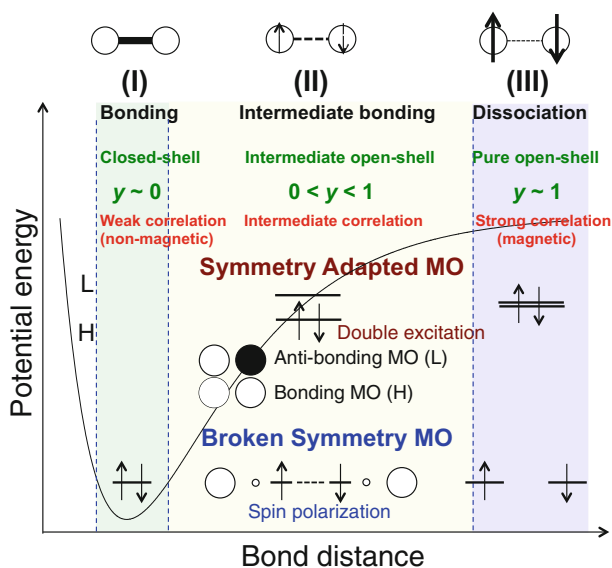 (I) (II) (III)
Bonding Intermediate bonding Dissociation
Closed-shell Intermediate open-shell Pure open-shell
y ~ 0 0 < y < 1 y ~ 1
Weak correlation Intermediate correlation Strong correlation
(non-magnetic) (magnetic)
Symmetry Adapted MO
L
H
Double excitation
Anti-bonding MO (L)
Bonding MO (H)
Broken Symmetry MO
Spin polarization
Potential energy
Bond distance